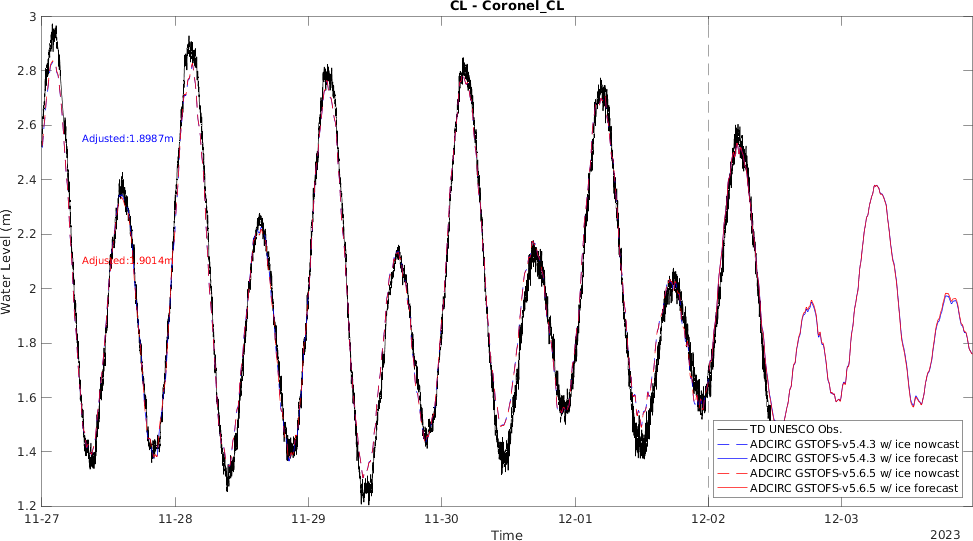 CL - Coronel_CL
3
2.8
2.6
2.4
2.2
2
1.8
1.6
1.4
1.2
Water Level (m)
Adjusted:1.8987m
Adjusted:1.9014m
TD UNESCO Obs.
ADCIRC GSTOFS-v5.4.3 w/ ice nowcast
ADCIRC GSTOFS-v5.4.3 w/ ice forecast
ADCIRC GSTOFS-v5.6.5 w/ ice nowcast
ADCIRC GSTOFS-v5.6.5 w/ ice forecast
11-27 11-28 11-29 11-30 12-01 12-02 12-03
Time
2023